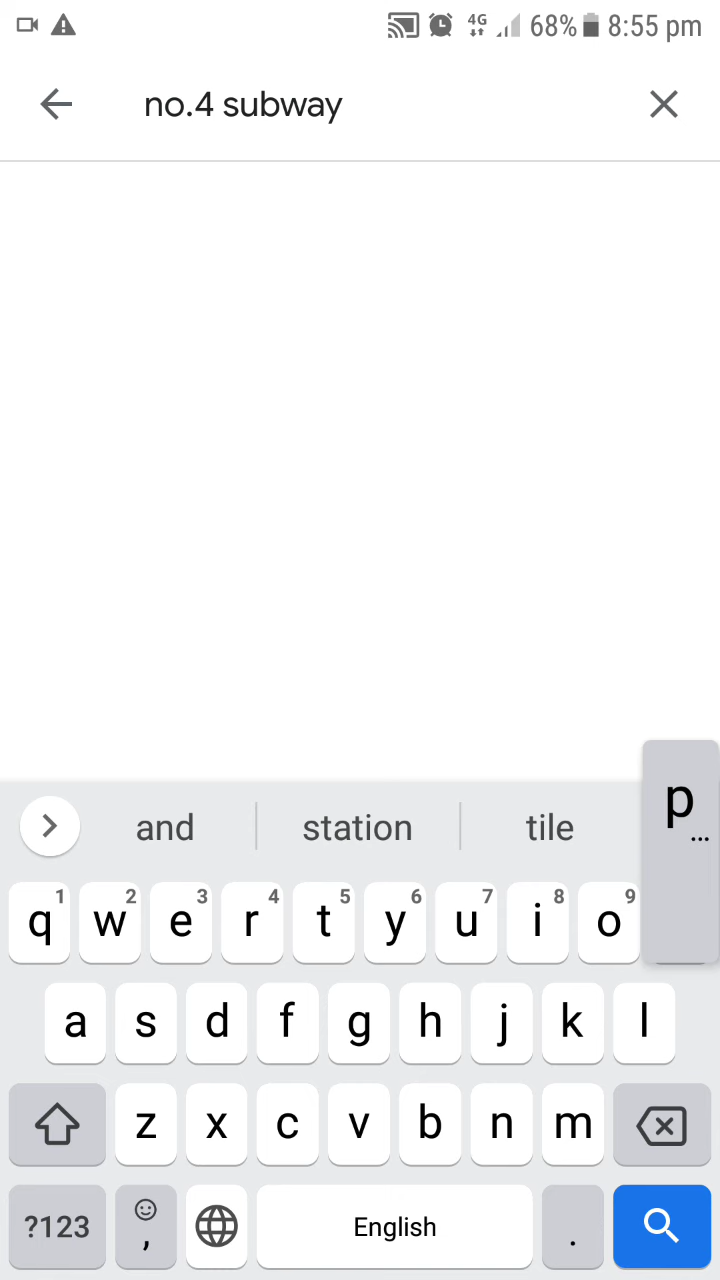 4G 68% 8:55 pm
no.4 subway
and station tile
p
...
1 2 3 4 5 6 7 8 9
q w e r t y u i o
a s d f g h j k l
z x c v b n m
?123 , English .